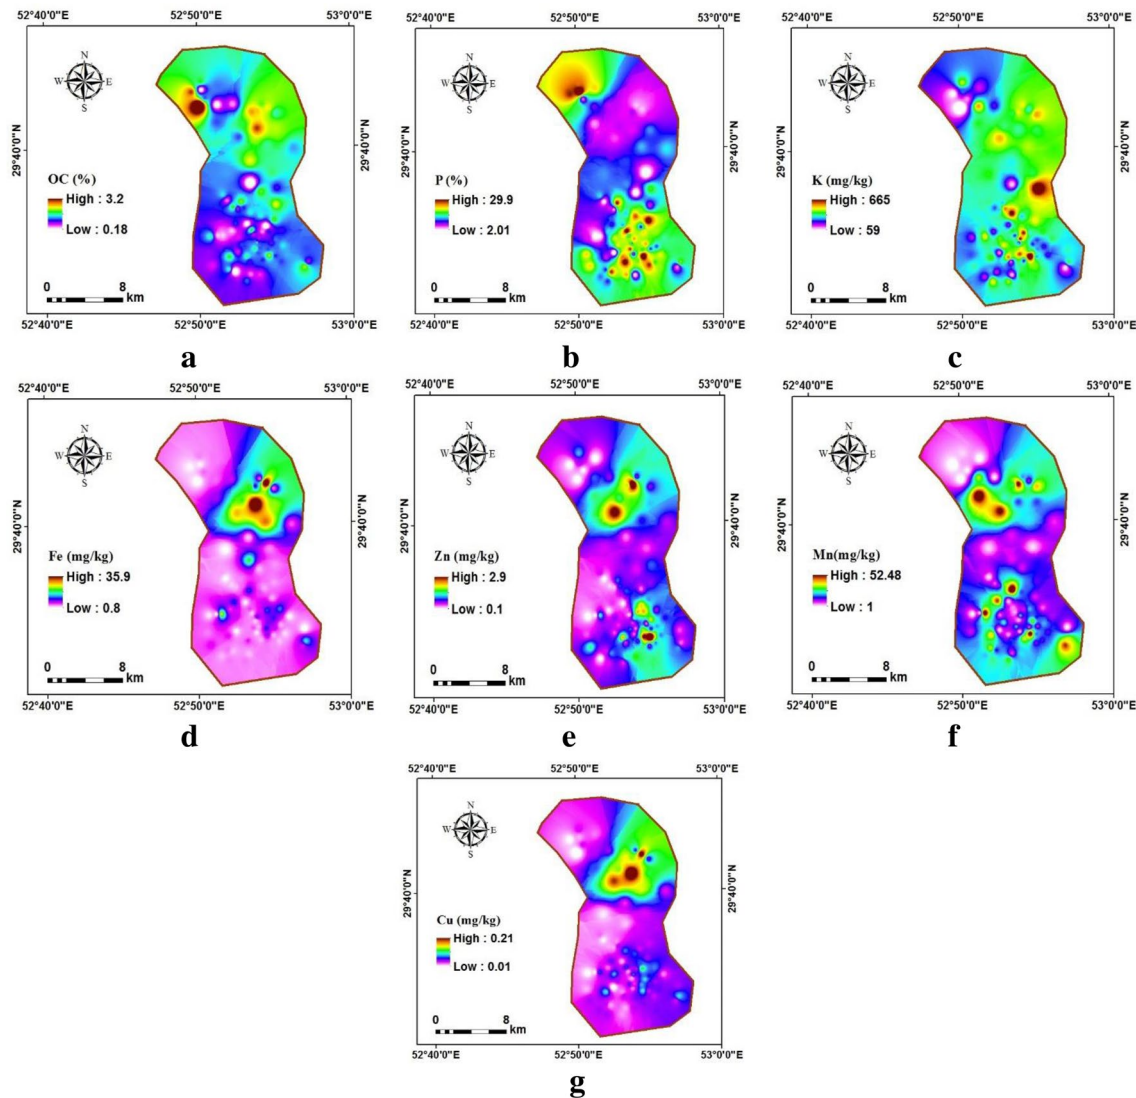 52°40'0"E 52°50'0"E 53°0'0"E
N
W E
S
29°40'0"N 29°40'0"N
OC (%)
High : 3.2
Low : 0.18
0 8
km
52°40'0"E 52°50'0"E 53°0'0"E
a
52°40'0"E 52°50'0"E 53°0'0"E
N
W E
S
29°40'0"N 29°40'0"N
P (%)
High : 29.9
Low : 2.01
0 8
km
52°40'0"E 52°50'0"E 53°0'0"E
b
52°40'0"E 52°50'0"E 53°0'0"E
N
W E
S
29°40'0"N 29°40'0"N
K (mg/kg)
High : 665
Low : 59
0 8
km
52°40'0"E 52°50'0"E 53°0'0"E
c
52°40'0"E 52°50'0"E 53°0'0"E
N
W E
S
29°40'0"N 29°40'0"N
Fe (mg/kg)
High : 35.9
Low : 0.8
0 8
km
52°40'0"E 52°50'0"E 53°0'0"E
d
52°40'0"E 52°50'0"E 53°0'0"E
N
W E
S
29°40'0"N 29°40'0"N
Zn (mg/kg)
High : 2.9
Low : 0.1
0 8
km
52°40'0"E 52°50'0"E 53°0'0"E
e
52°40'0"E 52°50'0"E 53°0'0"E
N
W E
S
29°40'0"N 29°40'0"N
Mn(mg/kg)
High : 52.48
Low : 1
0 8
km
52°40'0"E 52°50'0"E 53°0'0"E
f
52°40'0"E 52°50'0"E 53°0'0"E
N
W E
S
29°40'0"N 29°40'0"N
Cu (mg/kg)
High : 0.21
Low : 0.01
0 8
km
52°40'0"E 52°50'0"E 53°0'0"E
g